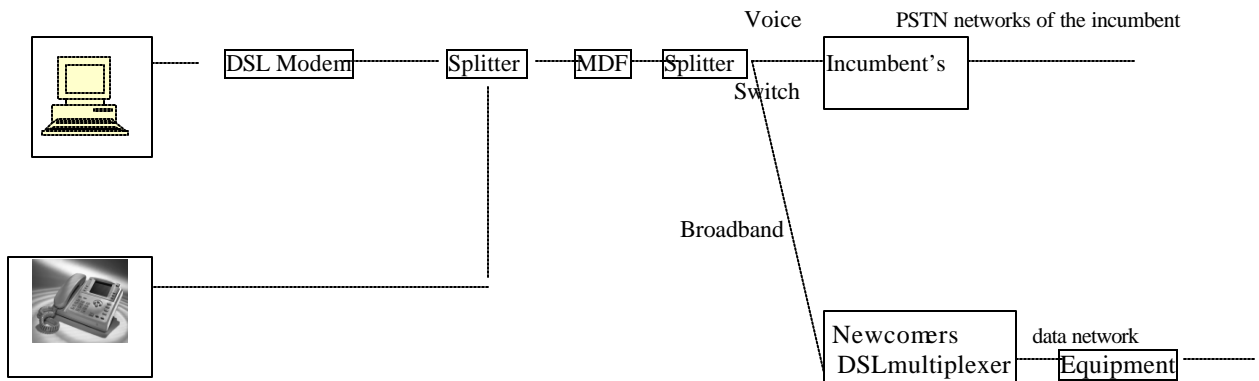 Voice
PSTN networks of the incumbent
DSL Modem
Splitter
MDF
Splitter
Incumbent's
Switch
Broadband
Newcomers
DSLmultiplexer
data network
Equipment